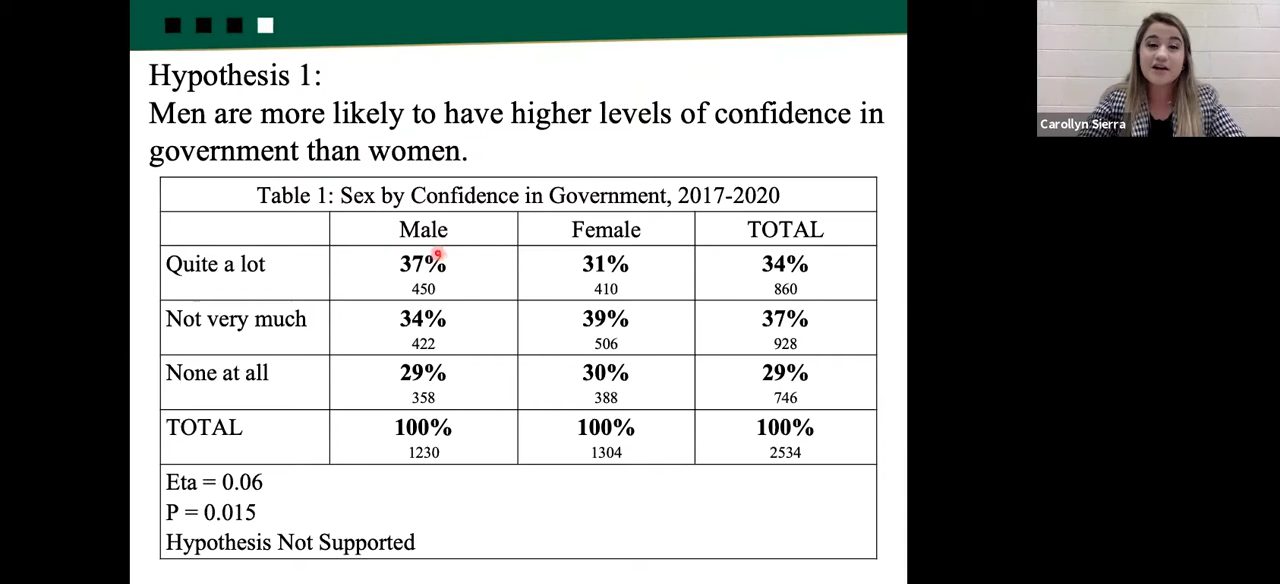 Hypothesis 1:
Men are more likely to have higher levels of confidence in
government than women.
Carollyn Sierra
Table 1: Sex by Confidence in Government, 2017-2020
Male Female TOTAL
Quite a lot 37% 31% 34%
450 410 860
Not very much 34% 39% 37%
422 506 928
None at all 29% 30% 29%
358 388 746
TOTAL 100% 100% 100%
1230 1304 2534
Eta = 0.06
P = 0.015
Hypothesis Not Supported